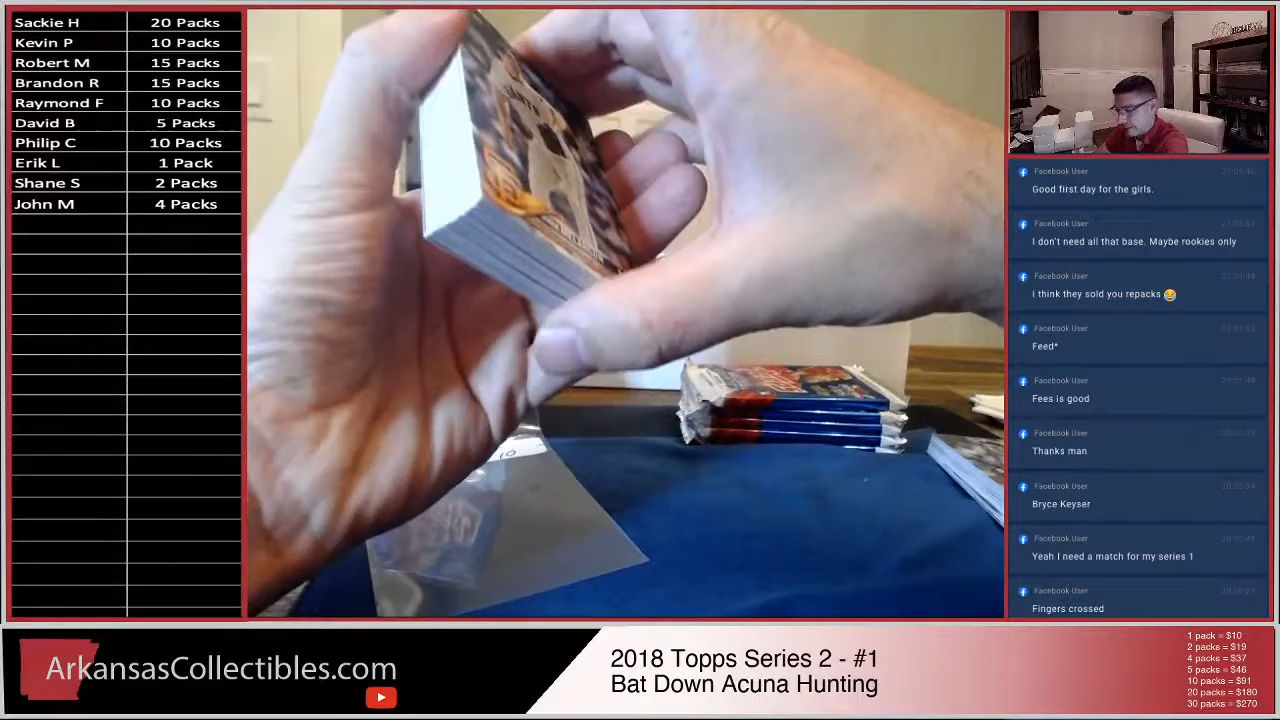 Sackie H 20 Packs
Kevin P 10 Packs
Robert M 15 Packs
Brandon R 15 Packs
Raymond F 10 Packs
David B 5 Packs
Philip C 10 Packs
Erik L 1 Pack
Shane S 2 Packs
John M 4 Packs
10
Facebook User
Good first day for the girls.
Facebook User
I don't need all that base. Maybe rookies only
Facebook User
I think they sold you repacks 😂
Facebook User
Feed*
Facebook User
Fees is good
Facebook User
Thanks man
Facebook User
Bryce Keyser
Facebook User
Yeah I need a match for my series 1
Facebook User
Fingers crossed
ArkansasCollectibles.com
2018 Topps Series 2 - #1
Bat Down Acuna Hunting
1 pack = $10
2 packs = $19
4 packs = $37
5 packs = $46
10 packs = $91
20 packs = $180
30 packs = $270